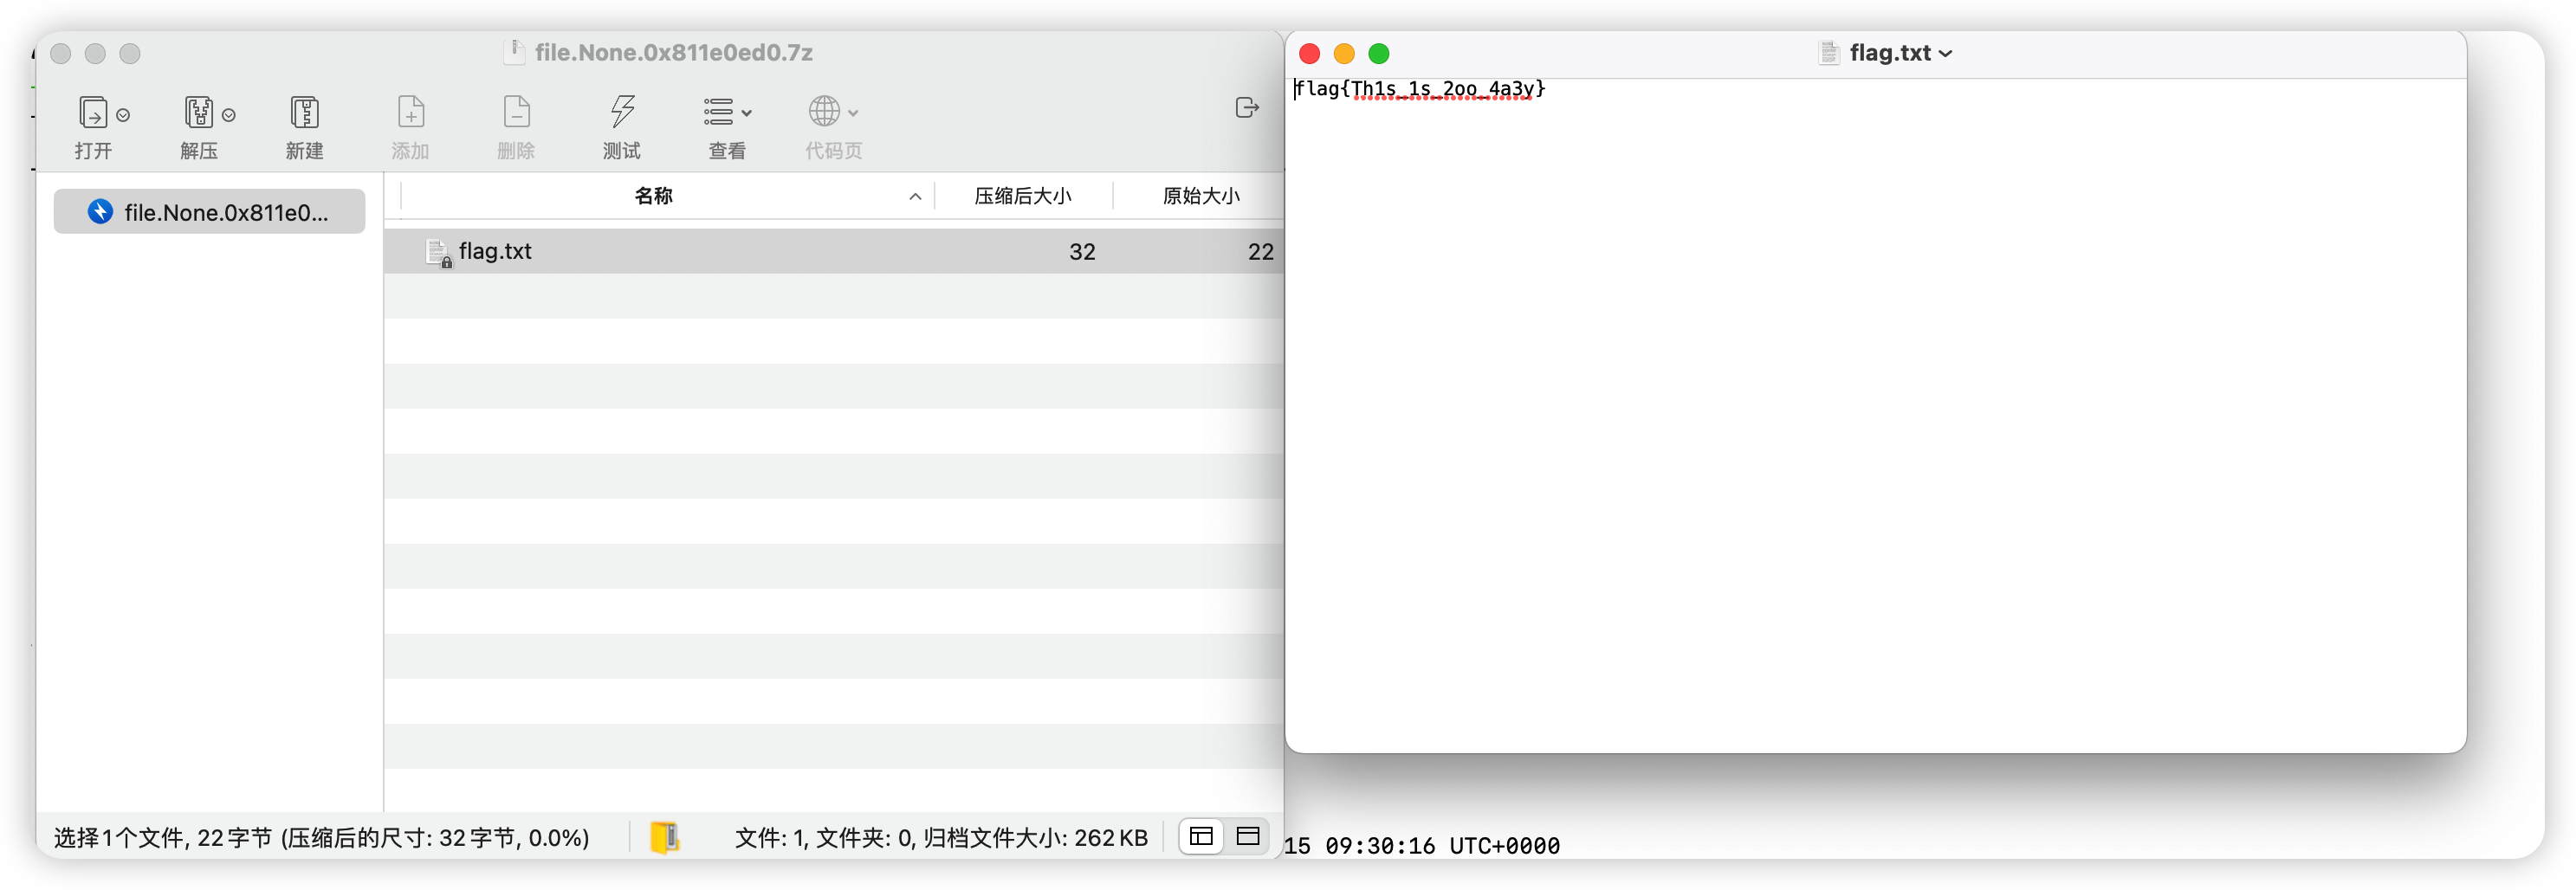 file.None.0x811e0ed0.7z
打开
解压
新建
添加
删除
测试
查看
代码页
file.None.0x811e0...
名称
压缩后大小
原始大小
flag.txt
32
22
选择1个文件, 22字节 (压缩后的尺寸: 32字节, 0.0%)
文件: 1, 文件夹: 0, 归档文件大小: 262 KB
flag.txt
flag{Th1s_1s_2oo_4a3y}
15 09:30:16 UTC+0000